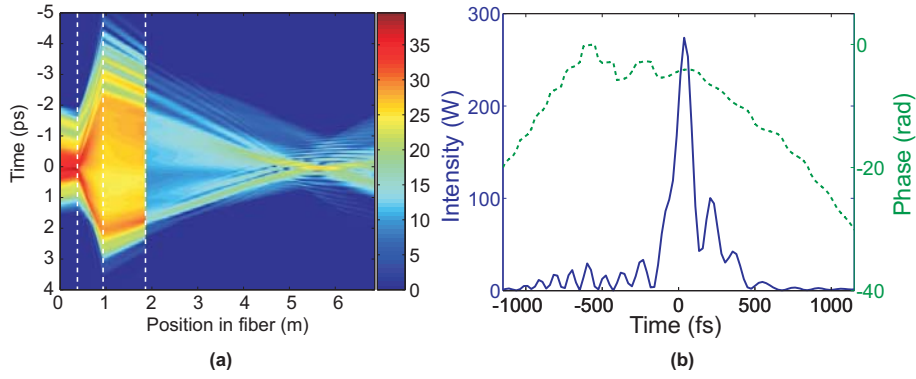 -5
-4
-3
-2
-1
0
1
2
3
4
Time (ps)
0 1 2 3 4 5 6
Position in fiber (m)
35
30
25
20
15
10
5
0
(a)
300
200
100
0
Intensity (W)
-1000 -500 0 500 1000
Time (fs)
0
-20
-40
Phase (rad)
(b)